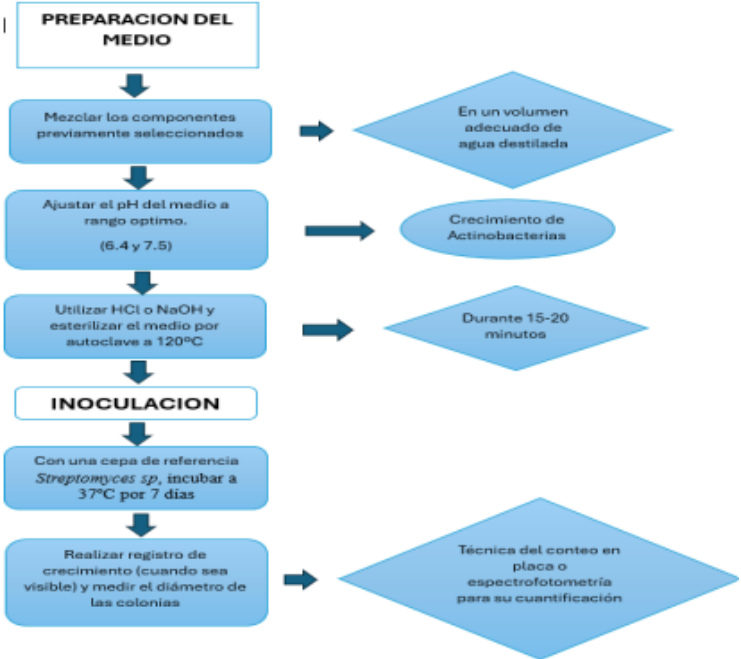 PREPARACION DEL
MEDIO
Mezclar los componentes
previamente seleccionados
En un volumen
adecuado de
agua destilada
Ajustar el pH del medio a
rango optimo.
(6.4 y 7.5)
Crecimiento de
Actinobacterias
Utilizar HCl o NaOH y
esterilizar el medio por
autoclave a 120ºC
Durante 15-20
minutos
INOCULACION
Con una cepa de referencia
Streptomyces sp, incubar a
37ºC por 7 días
Realizar registro de
crecimiento (cuando sea
visible) y medir el diámetro de
las colonias
Técnica del conteo en
placa o
espectrofotometría
para su cuantificación